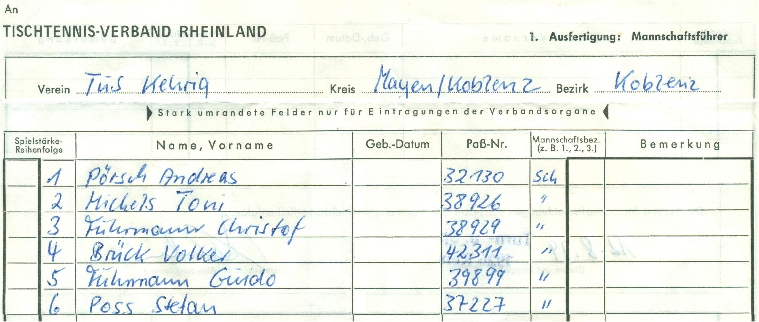 An
TISCHTENNIS-VERBAND RHEINLAND
1. Ausfertigung: Mannschaftsführer
Verein TuS Kehrig Kreis Mayen/Koblenz Bezirk Koblenz
Stark umrandete Felder nur für Eintragungen der Verbandsorgane
Spielstärke-Reihenfolge Name, Vorname Geb.-Datum Paß-Nr. Mannschaftsbez. (z. B. 1., 2., 3.) Bemerkung
1 Pörsch Andreas 32130 Sch
2 Michels Toni 38926 "
3 Fuhrmann Christof 38929 "
4 Brück Volker 42311 "
5 Fuhrmann Guido 39899 "
6 Poss Stefan 37227 "